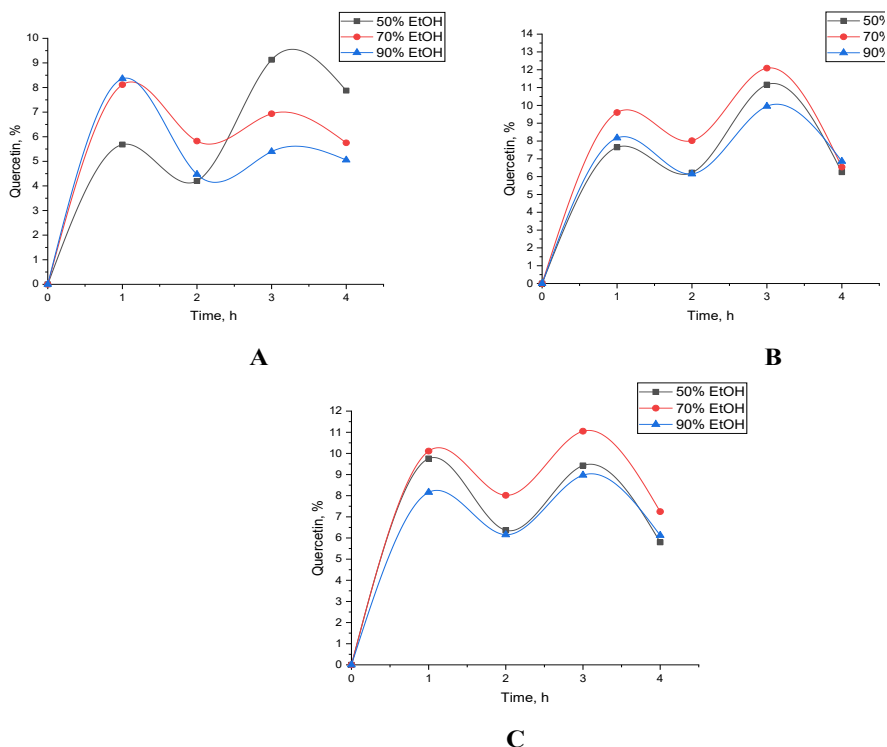 50% EtOH
70% EtOH
90% EtOH
10
9
8
7
6
5
4
3
2
1
0
Quercetin, %
0 1 2 3 4
Time, h
A
50%
70%
90%
14
13
12
11
10
9
8
7
6
5
4
3
2
1
0
Quercetin, %
0 1 2 3 4
Time, h
B
50% EtOH
70% EtOH
90% EtOH
12
11
10
9
8
7
6
5
4
3
2
1
0
Quercetin, %
0 1 2 3 4
Time, h
C